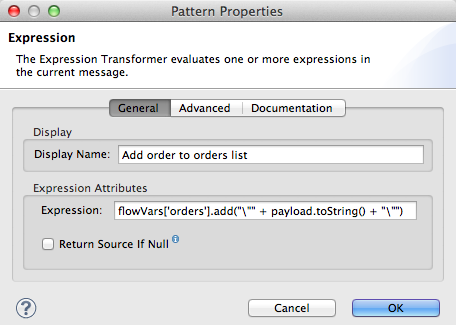 Pattern Properties
Expression
The Expression Transformer evaluates one or more expressions in
the current message.
General Advanced Documentation
Display
Display Name: Add order to orders list
Expression Attributes
Expression: flowVars['orders'].add("\"" + payload.toString() + "\"")
Return Source If Null i
? Cancel OK